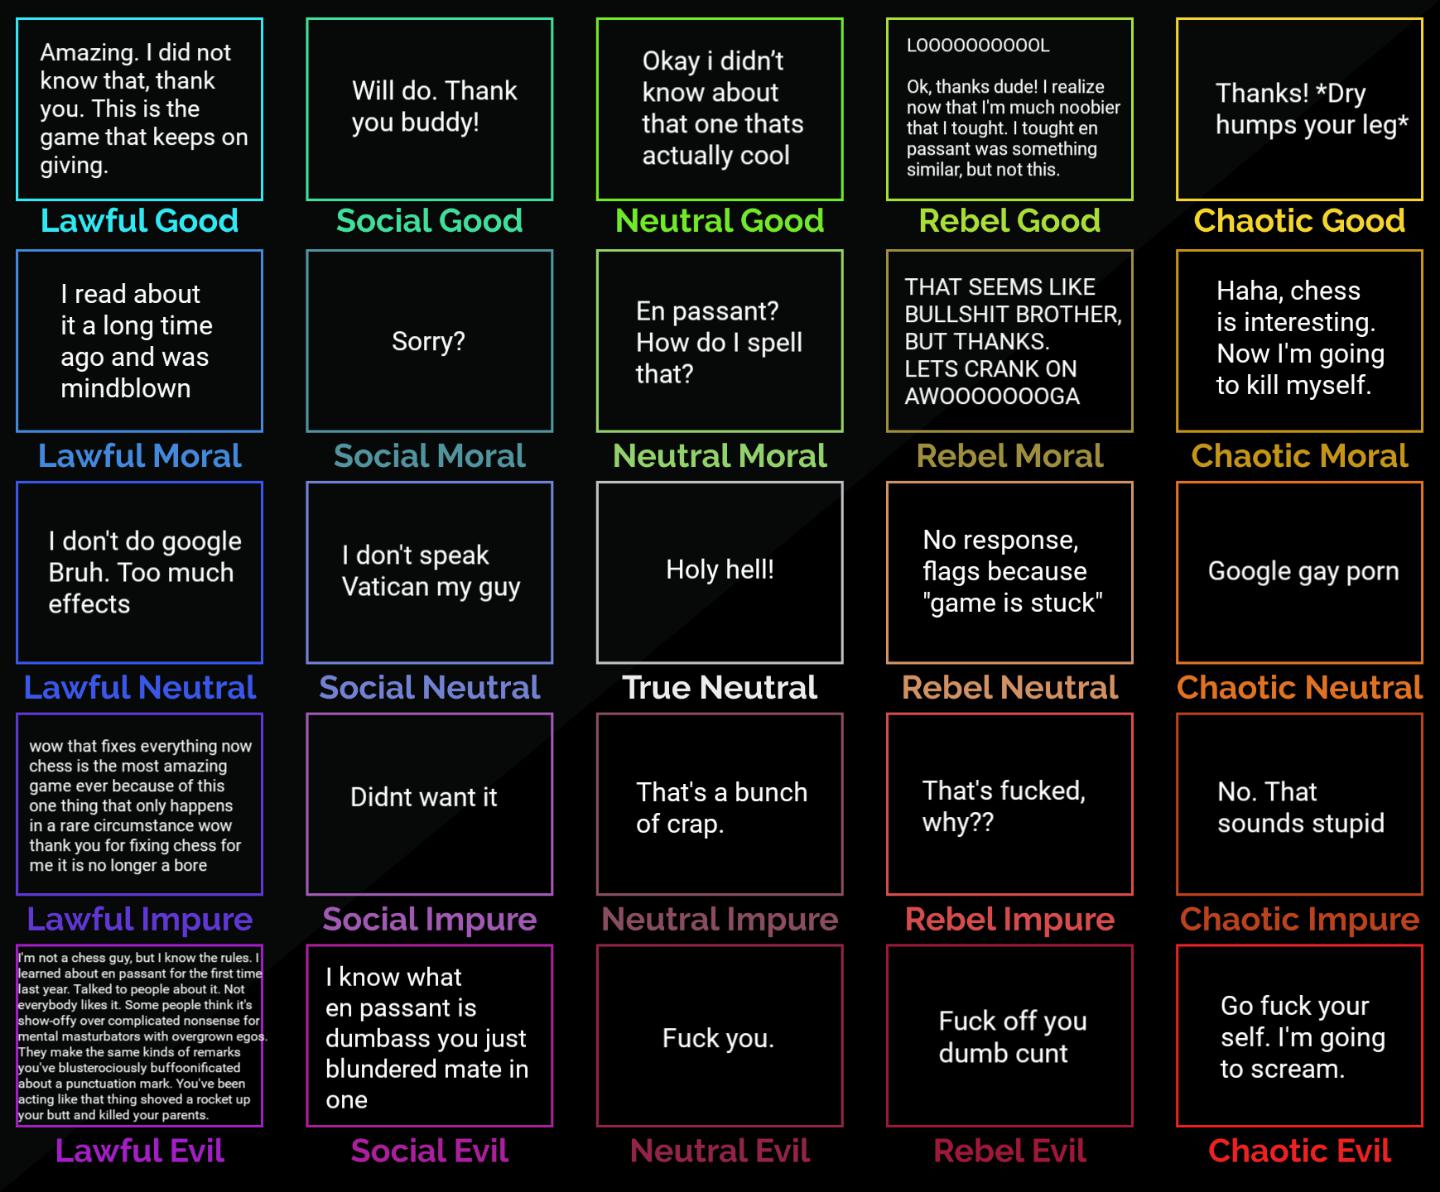 Amazing. I did not
know that, thank
you. This is the
game that keeps on
giving.
Lawful Good
Will do. Thank
you buddy!
Social Good
Okay i didn't
know about
that one thats
actually cool
Neutral Good
LOOOOOOOOOOL
Ok, thanks dude! I realize
now that I'm much noobier
that I tought. I tought en
passant was something
similar, but not this.
Rebel Good
Thanks! *Dry
humps your leg*
Chaotic Good
I read about
it a long time
ago and was
mindblown
Lawful Moral
Sorry?
Social Moral
En passant?
How do I spell
that?
Neutral Moral
THAT SEEMS LIKE
BULLSHIT BROTHER,
BUT THANKS.
LETS CRANK ON
AWOOOOOOOGA
Rebel Moral
Haha, chess
is interesting.
Now I'm going
to kill myself.
Chaotic Moral
I don't do google
Bruh. Too much
effects
Lawful Neutral
I don't speak
Vatican my guy
Social Neutral
Holy hell!
True Neutral
No response,
flags because
"game is stuck"
Rebel Neutral
Google gay porn
Chaotic Neutral
wow that fixes everything now
chess is the most amazing
game ever because of this
one thing that only happens
in a rare circumstance wow
thank you for fixing chess for
me it is no longer a bore
Lawful Impure
Didnt want it
Social Impure
That's a bunch
of crap.
Neutral Impure
That's fucked,
why??
Rebel Impure
No. That
sounds stupid
Chaotic Impure
I'm not a chess guy, but I know the rules. I
learned about en passant for the first time
last year. Talked to people about it. Not
everybody likes it. Some people think it's
show-offy over complicated nonsense for
mental masturbators with overgrown egos.
They make the same kinds of remarks
you've blusterociously buffoonificated
about a punctuation mark. You've been
acting like that thing shoved a rocket up
your butt and killed your parents.
Lawful Evil
I know what
en passant is
dumbass you just
blundered mate in
one
Social Evil
Fuck you.
Neutral Evil
Fuck off you
dumb cunt
Rebel Evil
Go fuck your
self. I'm going
to scream.
Chaotic Evil